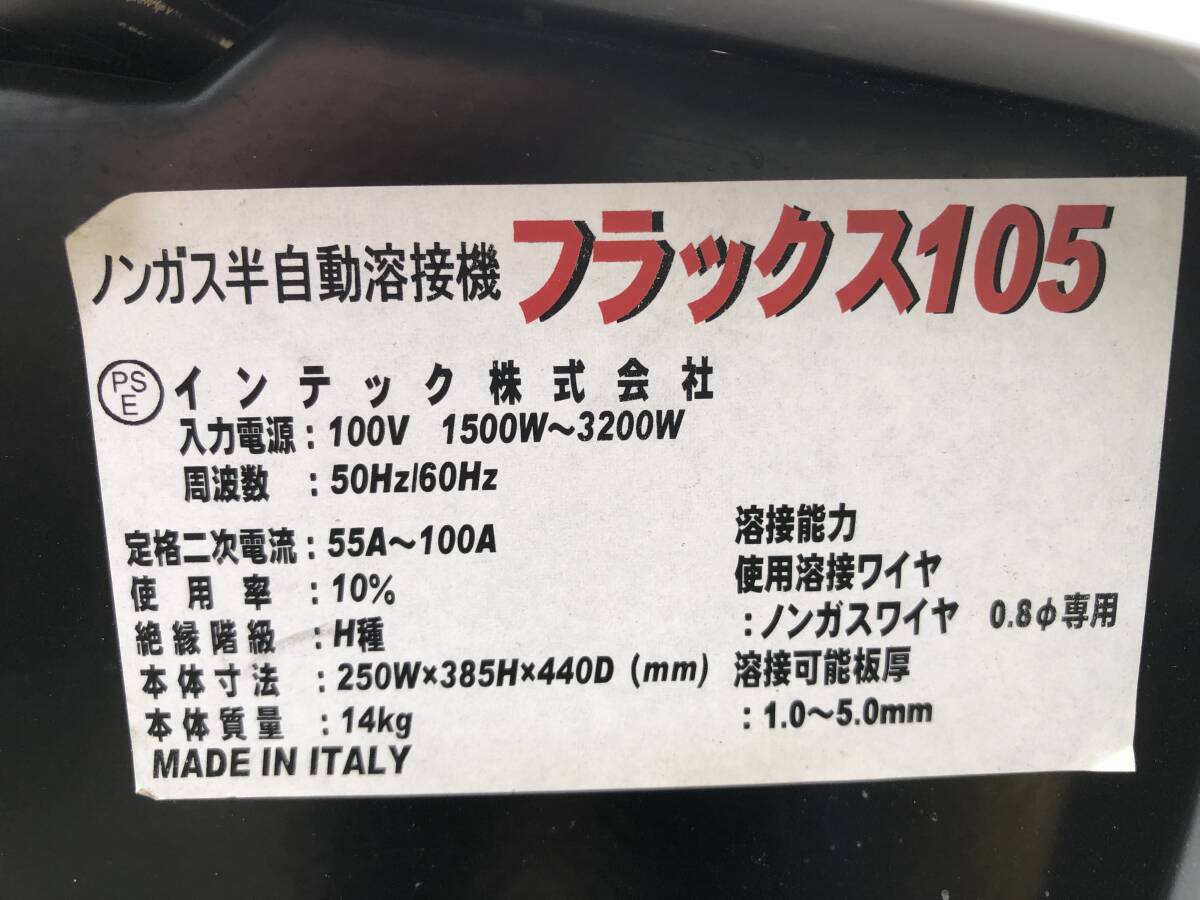 ノンガス半自動溶接機 フラックス105
PS
E
インテック株式会社
入力電源 : 100V 1500W～3200W
周波数 : 50Hz/60Hz
定格二次電流 : 55A～100A
使用率 : 10%
絶縁階級 : H種
本体寸法 : 250W×385H×440D (mm)
本体質量 : 14kg
MADE IN ITALY
溶接能力
使用溶接ワイヤ
: ノンガスワイヤ 0.8φ専用
溶接可能板厚
: 1.0～5.0mm